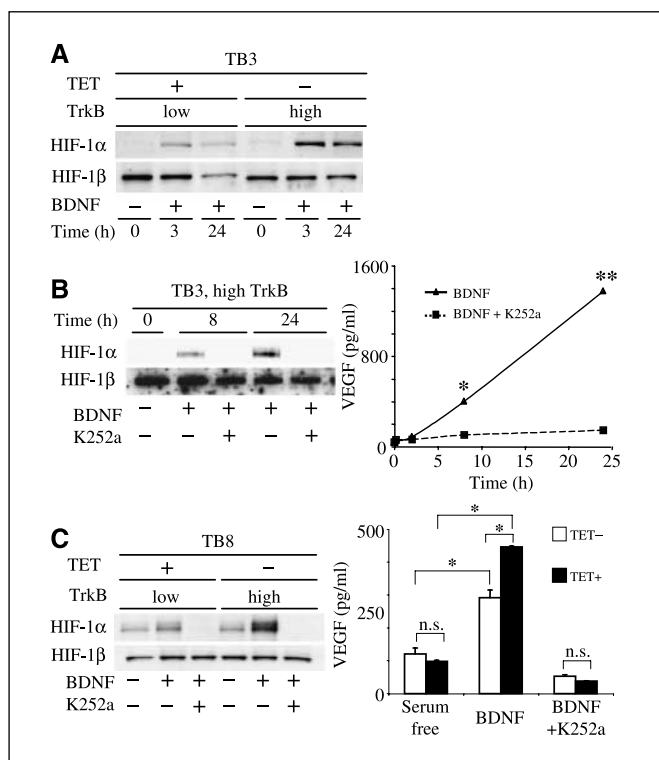 A
TB3
TET + −
TrkB low high
HIF-1α
HIF-1β
BDNF − + + − + +
Time (h) 0 3 24 0 3 24
B
TB3, high TrkB
Time (h) 0 8 24
HIF-1α
HIF-1β
BDNF − + + + +
K252a − − + − +
VEGF (pg/ml)
1600
800
400
0
BDNF
BDNF + K252a
*
**
0 5 10 15 20 25
Time (h)
C
TB8
TET + −
TrkB low high
HIF-1α
HIF-1β
BDNF − + + − + +
K252a − − + − − +
VEGF (pg/ml)
500
250
0
TET−
TET+
*
*
*
n.s.
n.s.
Serum free
BDNF
BDNF +K252a